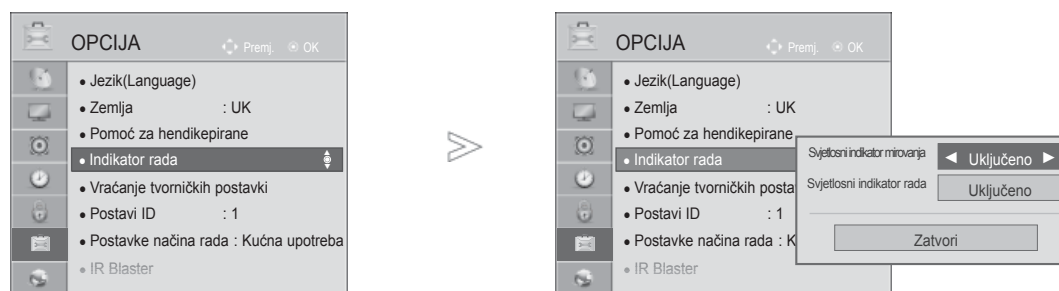 OPCIJA Premj. OK
• Jezik(Language)
• Zemlja : UK
• Pomoć za hendikepirane
• Indikator rada
• Vraćanje tvorničkih postavki
• Postavi ID : 1
• Postavke načina rada : Kućna upotreba
• IR Blaster
OPCIJA Premj. OK
• Jezik(Language)
• Zemlja : UK
• Pomoć za hendikepirane
• Indikator rada
• Vraćanje tvorničkih posta
• Postavi ID : 1
• Postavke načina rada : K
• IR Blaster
Svjetlosni indikator mirovanja ◄ Uključeno ►
Svjetlosni indikator rada Uključeno
Zatvori